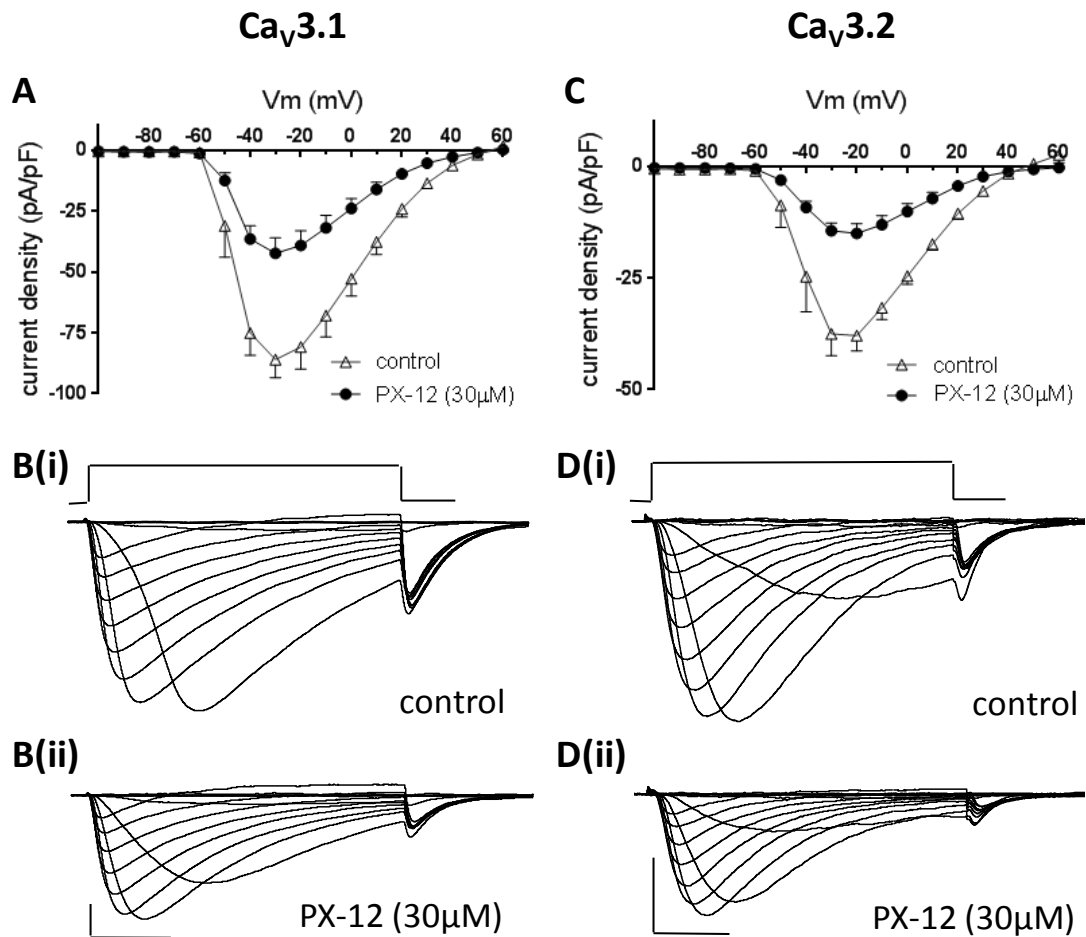 Ca_V3.1
Ca_V3.2
A
Vm (mV)
-80 -60 -40 -20 0 20 40 60
0
-25
-50
-75
-100
current density (pA/pF)
control
PX-12 (30µM)
C
Vm (mV)
-80 -60 -40 -20 0 20 40 60
0
-25
-50
current density (pA/pF)
control
PX-12 (30µM)
B(i)
control
D(i)
control
B(ii)
PX-12 (30µM)
D(ii)
PX-12 (30µM)